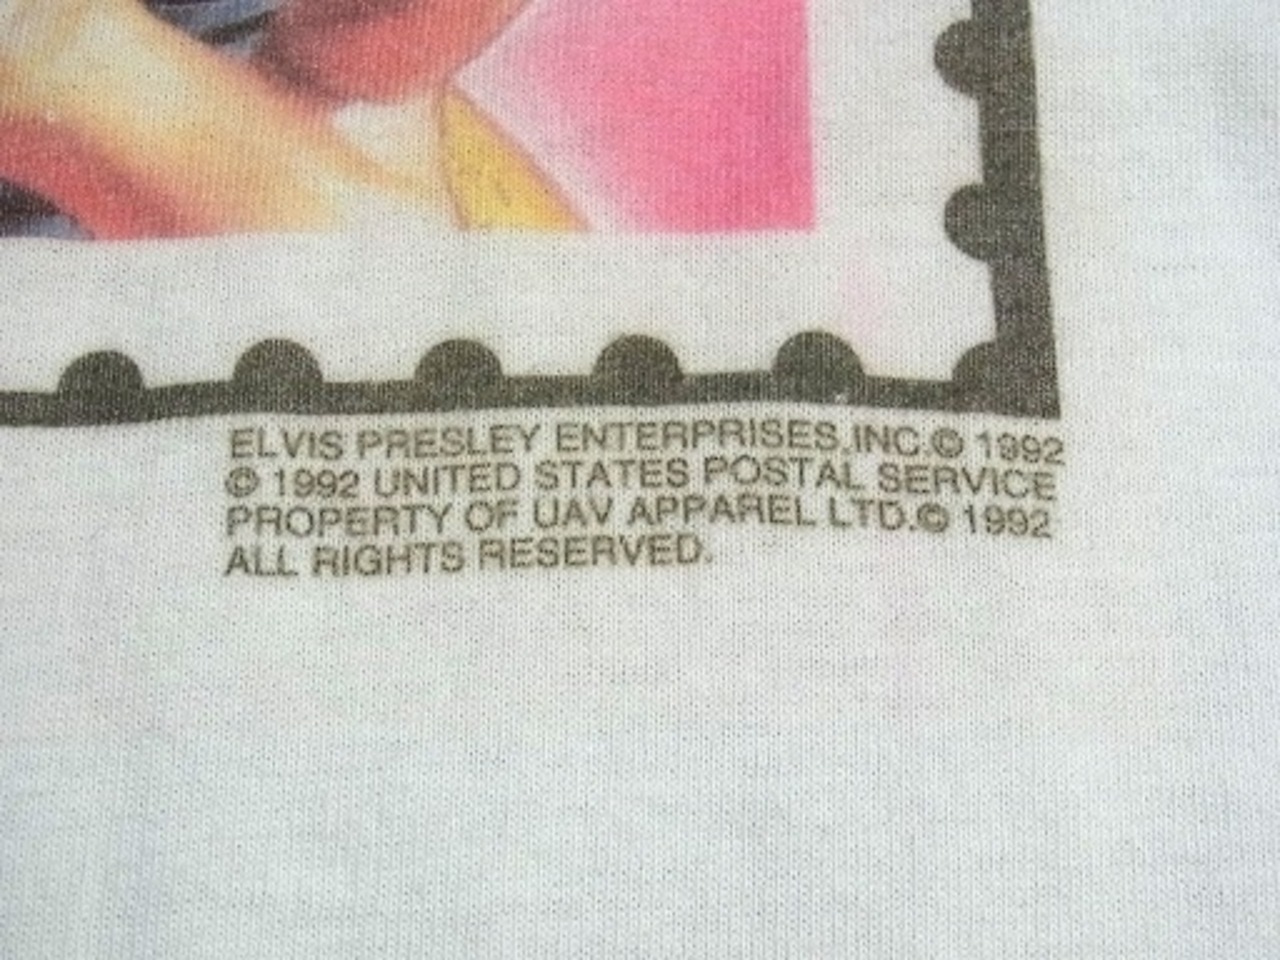 ELVIS PRESLEY ENTERPRISES,INC.© 1992
© 1992 UNITED STATES POSTAL SERVICE
PROPERTY OF UAV APPAREL LTD.© 1992
ALL RIGHTS RESERVED.